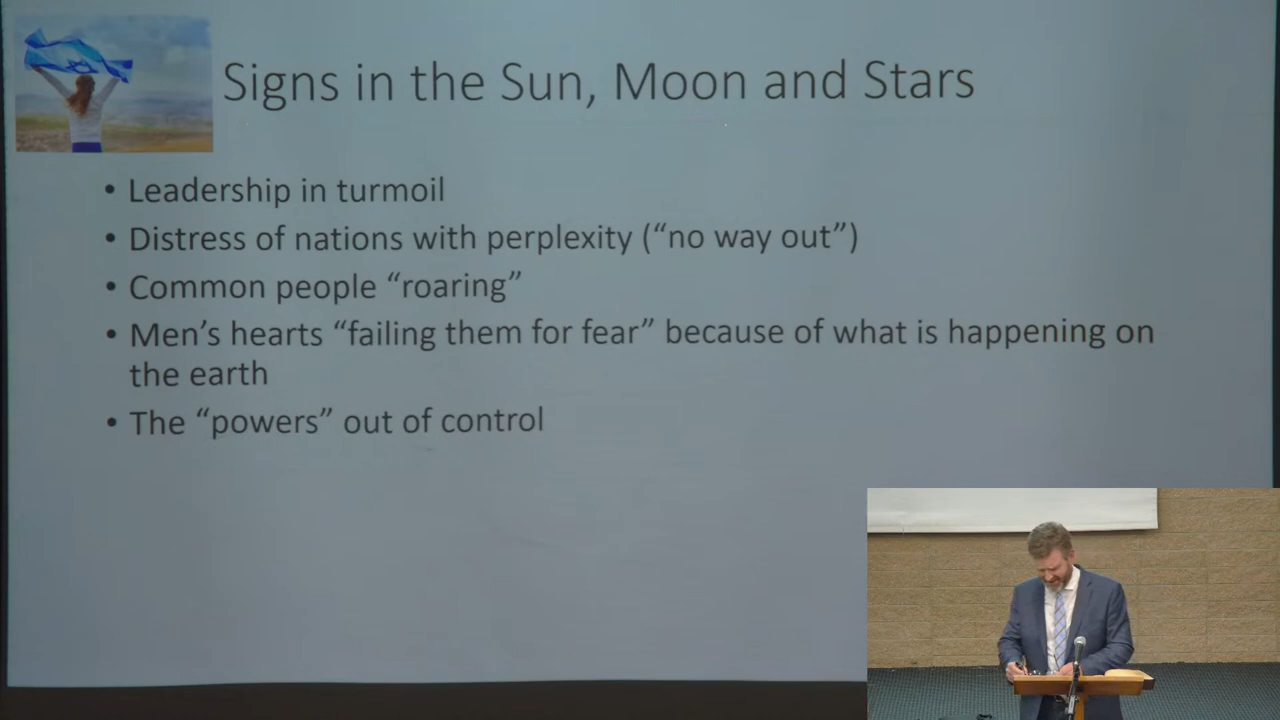 Signs in the Sun, Moon and Stars
• Leadership in turmoil
• Distress of nations with perplexity (“no way out”)
• Common people “roaring”
• Men’s hearts “failing them for fear” because of what is happening on
the earth
• The “powers” out of control